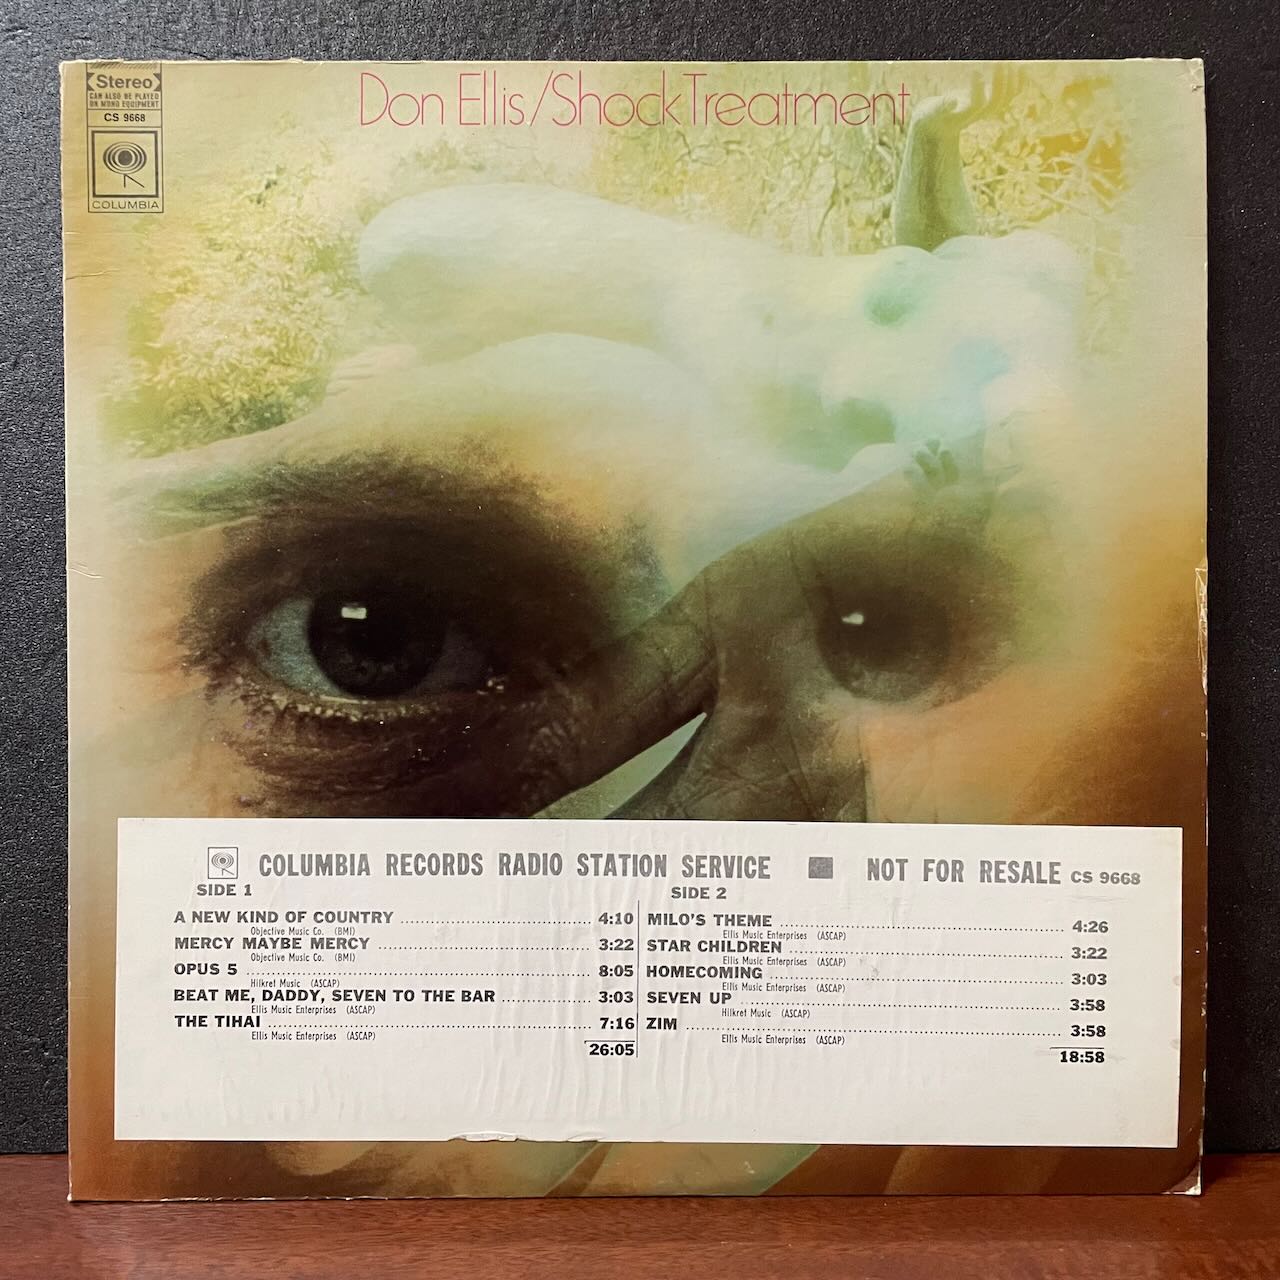 Stereo
CAN ALSO BE PLAYED
ON MONO EQUIPMENT
CS 9668
COLUMBIA
Don Ellis/Shock Treatment
COLUMBIA RECORDS RADIO STATION SERVICE ■ NOT FOR RESALE CS 9668
SIDE 1
A NEW KIND OF COUNTRY 4:10
Objective Music Co. (BMI)
MERCY MAYBE MERCY 3:22
Objective Music Co. (BMI)
OPUS 5 8:05
Hilkret Music (ASCAP)
BEAT ME, DADDY, SEVEN TO THE BAR 3:03
Ellis Music Enterprises (ASCAP)
THE TIHAI 7:16
Ellis Music Enterprises (ASCAP)
26:05
SIDE 2
MILO'S THEME 4:26
Ellis Music Enterprises (ASCAP)
STAR CHILDREN 3:22
Ellis Music Enterprises (ASCAP)
HOMECOMING 3:03
Ellis Music Enterprises (ASCAP)
SEVEN UP 3:58
Hilkret Music (ASCAP)
ZIM 3:58
Ellis Music Enterprises (ASCAP)
18:58